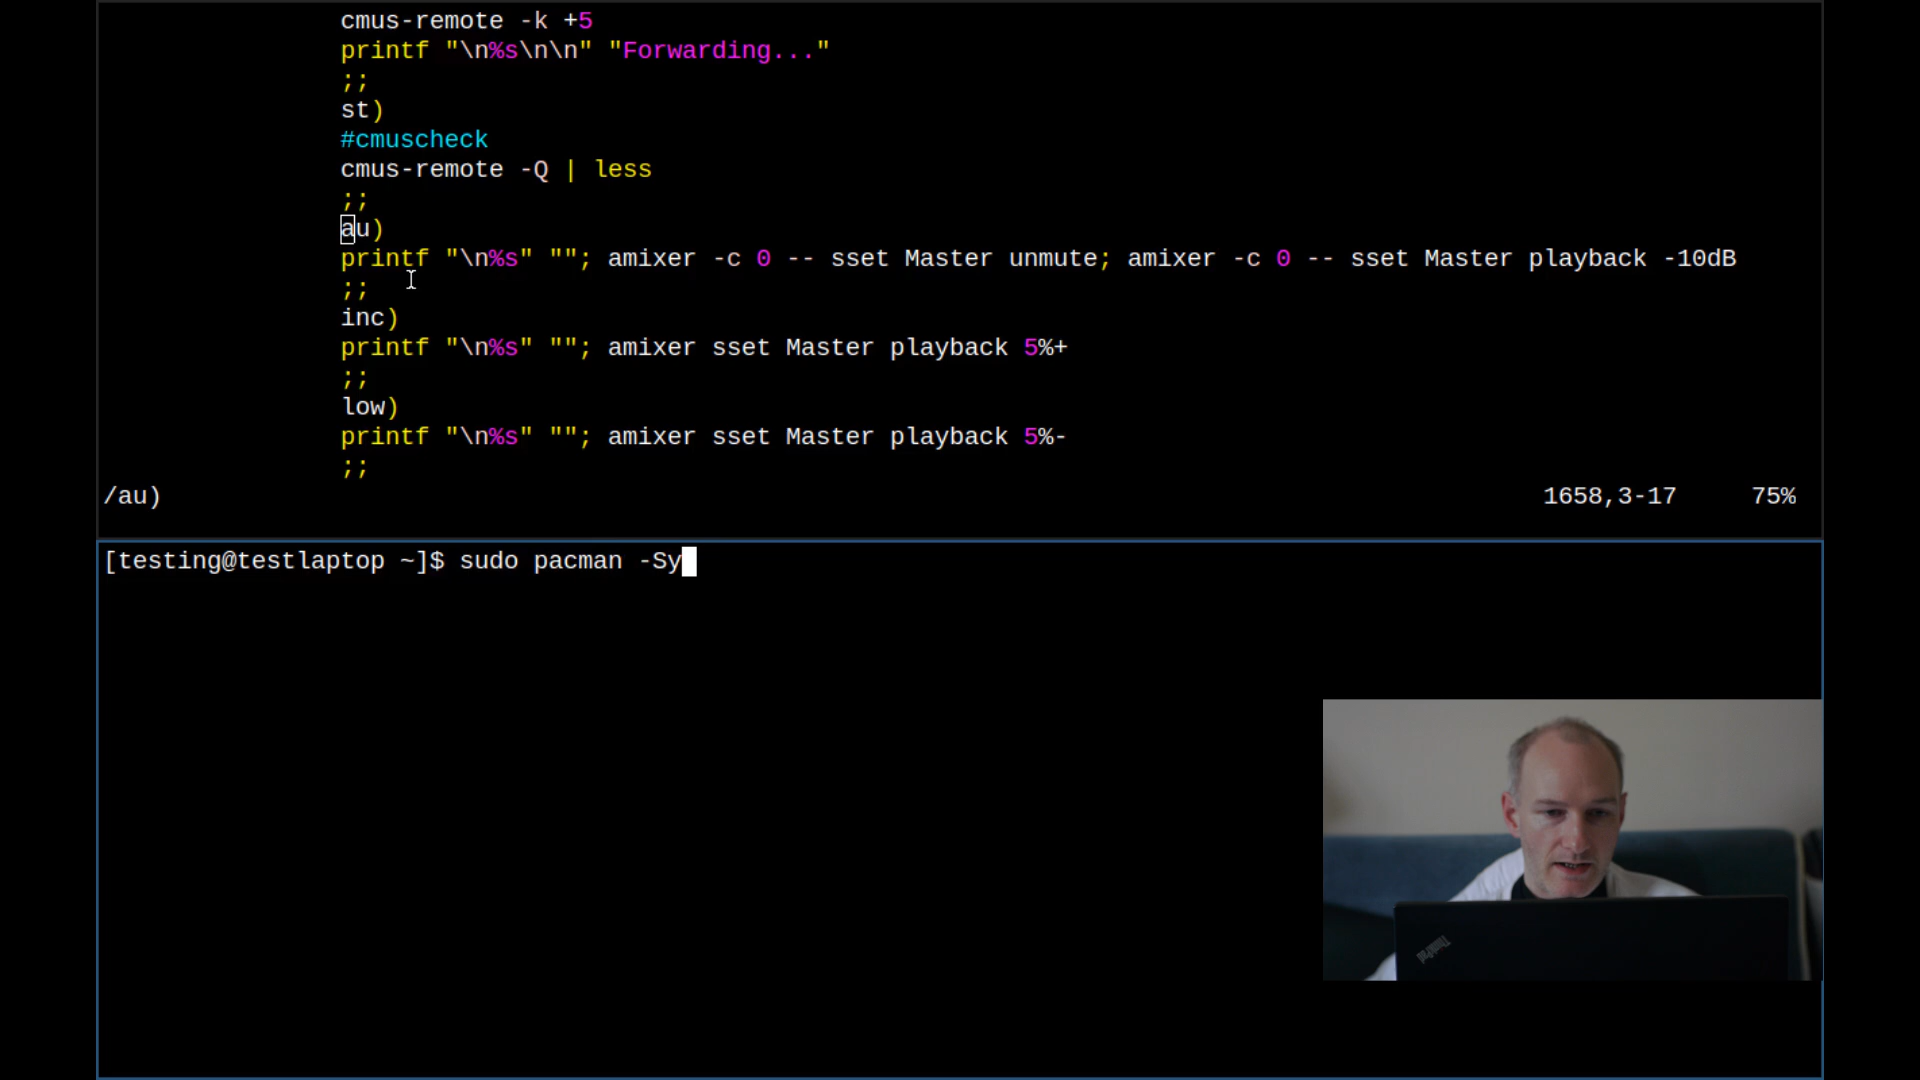 cmus-remote -k +5
printf "\n%s\n\n" "Forwarding..."
;;
st)
#cmuscheck
cmus-remote -Q | less
;;
au)
printf "\n%s" ""; amixer -c 0 -- sset Master unmute; amixer -c 0 -- sset Master playback -10dB
;;
inc)
printf "\n%s" ""; amixer sset Master playback 5%+
;;
low)
printf "\n%s" ""; amixer sset Master playback 5%-
;;
/au) 1658,3-17 75%
[testing@testlaptop ~]$ sudo pacman -Sy
ThinkPad